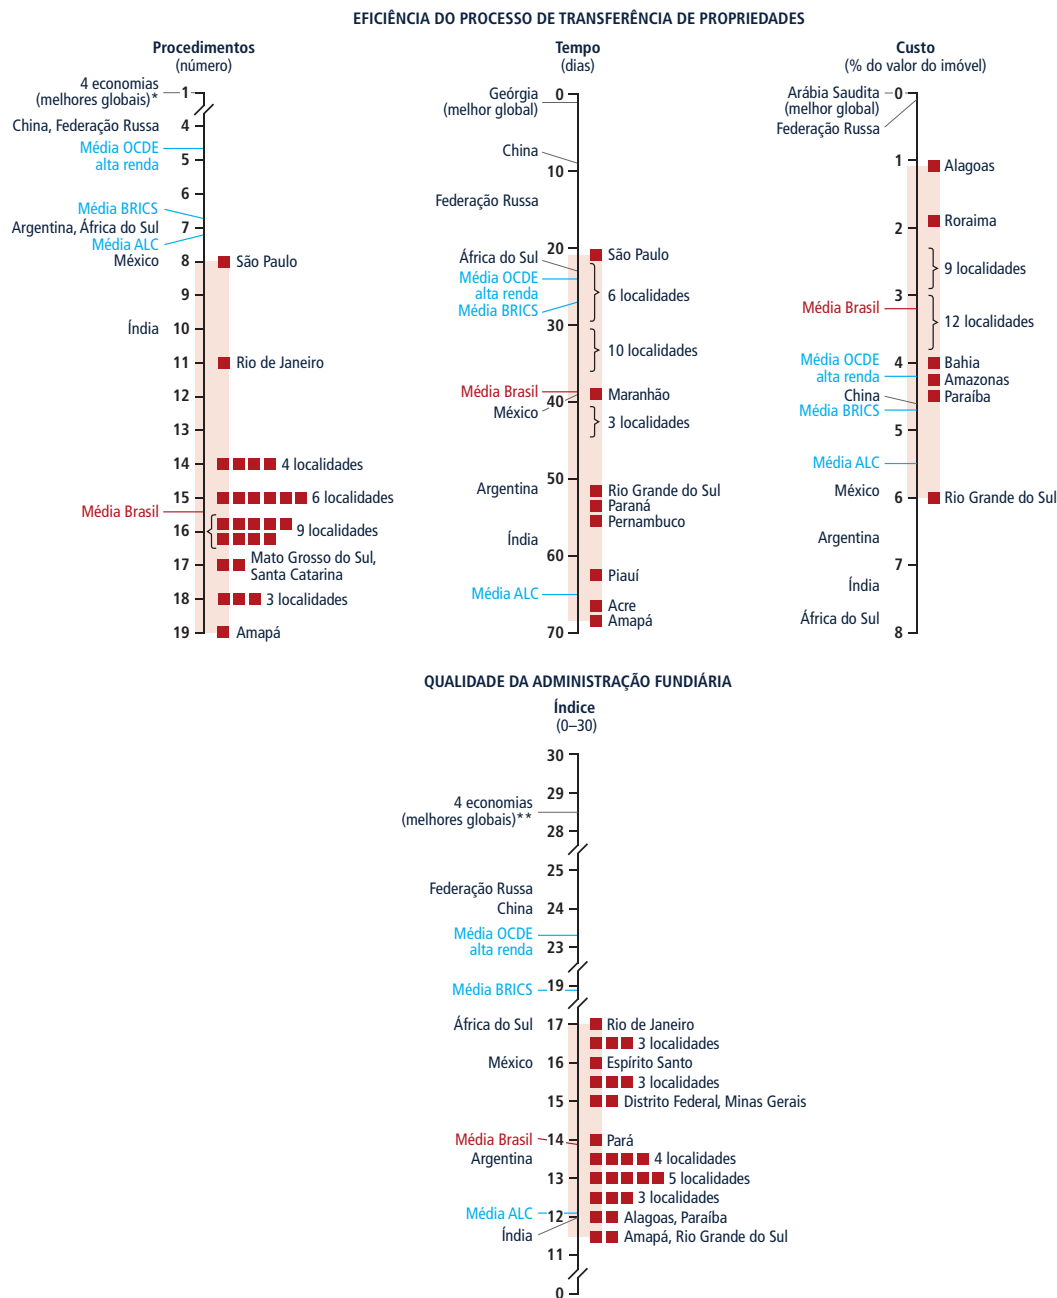 EFICIÊNCIA DO PROCESSO DE TRANSFERÊNCIA DE PROPRIEDADES
Procedimentos
(número)
4 economias
(melhores globais)*
1
China, Federação Russa
4
Média OCDE
alta renda
5
6
Média BRICS
Argentina, África do Sul
7
Média ALC
México
8
São Paulo
9
Índia
10
11
Rio de Janeiro
12
13
14
4 localidades
15
6 localidades
Média Brasil
16
9 localidades
17
Mato Grosso do Sul,
Santa Catarina
18
3 localidades
19
Amapá
Tempo
(dias)
Geórgia
(melhor global)
0
China
10
Federação Russa
20
São Paulo
África do Sul
Média OCDE
alta renda
6 localidades
Média BRICS
30
10 localidades
Média Brasil
Maranhão
40
México
3 localidades
50
Argentina
Rio Grande do Sul
Paraná
Pernambuco
Índia
60
Piauí
Média ALC
Acre
Amapá
70
Custo
(% do valor do imóvel)
Arábia Saudita
(melhor global)
0
Federação Russa
1
Alagoas
2
Roraima
9 localidades
3
Média Brasil
12 localidades
Média OCDE
alta renda
4
Bahia
Amazonas
China
Paraíba
Média BRICS
5
Média ALC
México
6
Rio Grande do Sul
Argentina
7
Índia
África do Sul
8
QUALIDADE DA ADMINISTRAÇÃO FUNDIÁRIA
Índice
(0–30)
30
29
4 economias
(melhores globais)**
28
25
Federação Russa
China
24
Média OCDE
alta renda
23
Média BRICS
19
África do Sul
17
Rio de Janeiro
3 localidades
México
16
Espírito Santo
3 localidades
15
Distrito Federal, Minas Gerais
Média Brasil
14
Pará
Argentina
4 localidades
13
5 localidades
3 localidades
Média ALC
12
Alagoas, Paraíba
Índia
Amapá, Rio Grande do Sul
11
0